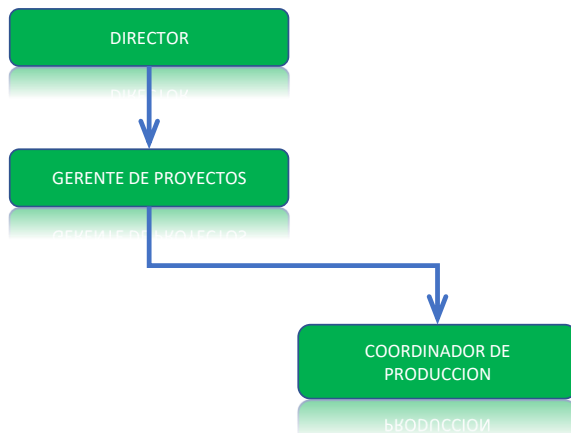 DIRECTOR
GERENTE DE PROYECTOS
COORDINADOR DE
PRODUCCION